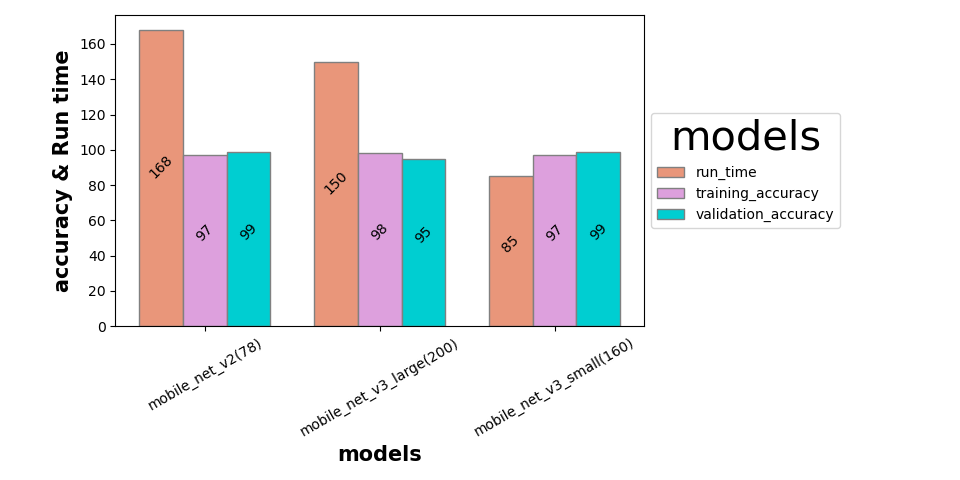 accuracy & Run time
160
140
120
100
80
60
40
20
0
168
97
99
150
98
95
85
97
99
mobile_net_v2(78)
mobile_net_v3_large(200)
mobile_net_v3_small(160)
models
models
run_time
training_accuracy
validation_accuracy